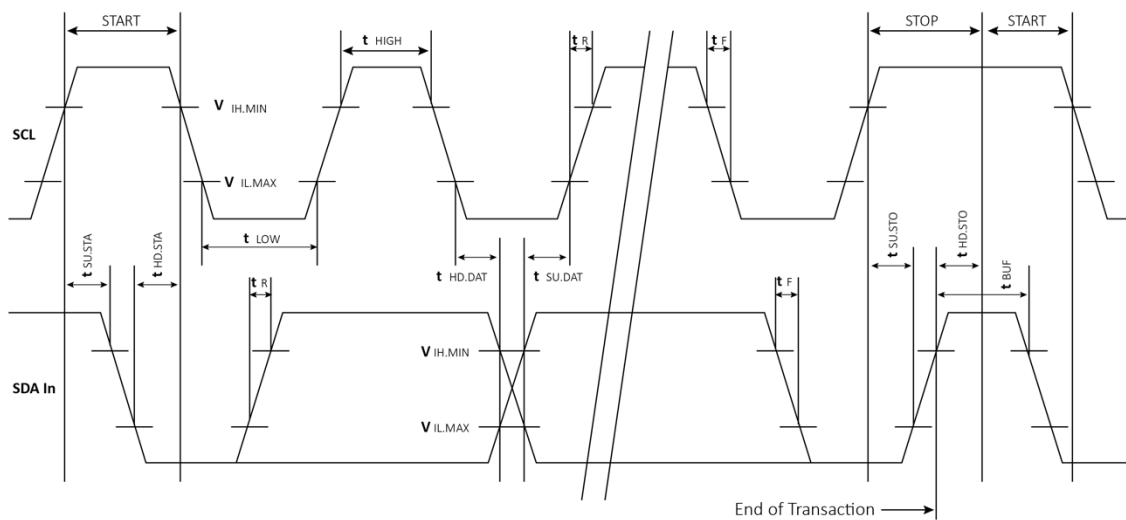 START
STOP
START
t HIGH
t R
t F
V IH.MIN
SCL
V IL.MAX
t SU.STA
t HD.STA
t LOW
t HD.DAT
t SU.DAT
t SU.STO
t HD.STO
t R
t F
t BUF
V IH.MIN
SDA In
V IL.MAX
End of Transaction